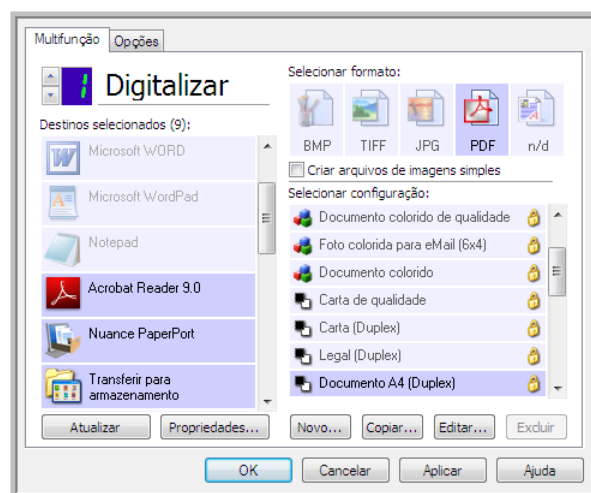 Multifunção
Opções
1
Digitalizar
Destinos selecionados (9):
Microsoft WORD
Microsoft WordPad
Notepad
Acrobat Reader 9.0
Nuance PaperPort
Transferir para
armazenamento
Atualizar
Propriedades...
Selecionar formato:
BMP
TIFF
JPG
PDF
n/d
Criar arquivos de imagens simples
Selecionar configuração:
Documento colorido de qualidade
Foto colorida para eMail (6x4)
Documento colorido
Carta de qualidade
Carta (Duplex)
Legal (Duplex)
Documento A4 (Duplex)
Novo...
Copiar...
Editar...
Excluir
OK
Cancelar
Aplicar
Ajuda